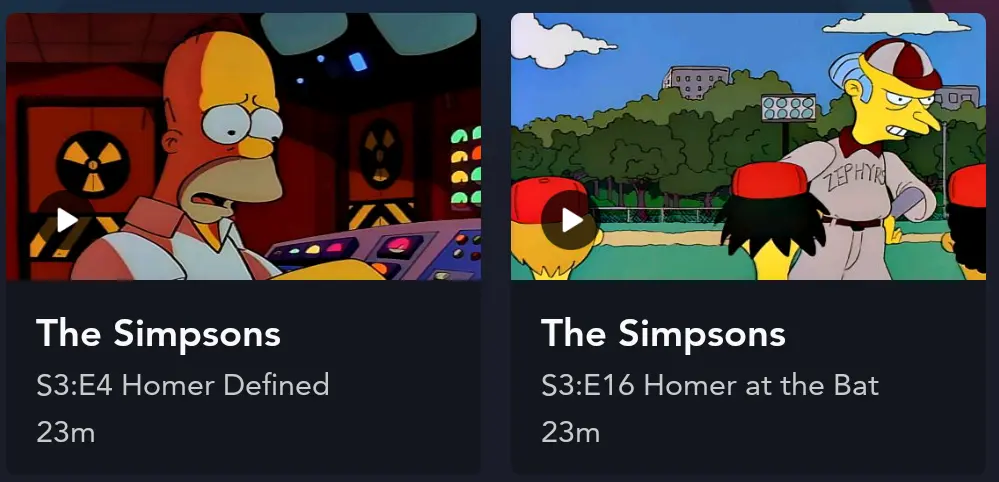 ZEPHYRS
The Simpsons
S3:E4 Homer Defined
23m
The Simpsons
S3:E16 Homer at the Bat
23m